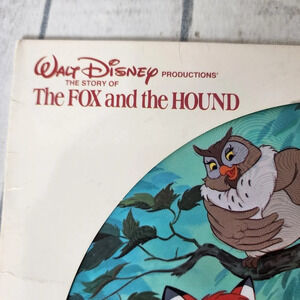 WALT DISNEY PRODUCTIONS'
THE STORY OF
The FOX and the HOUND